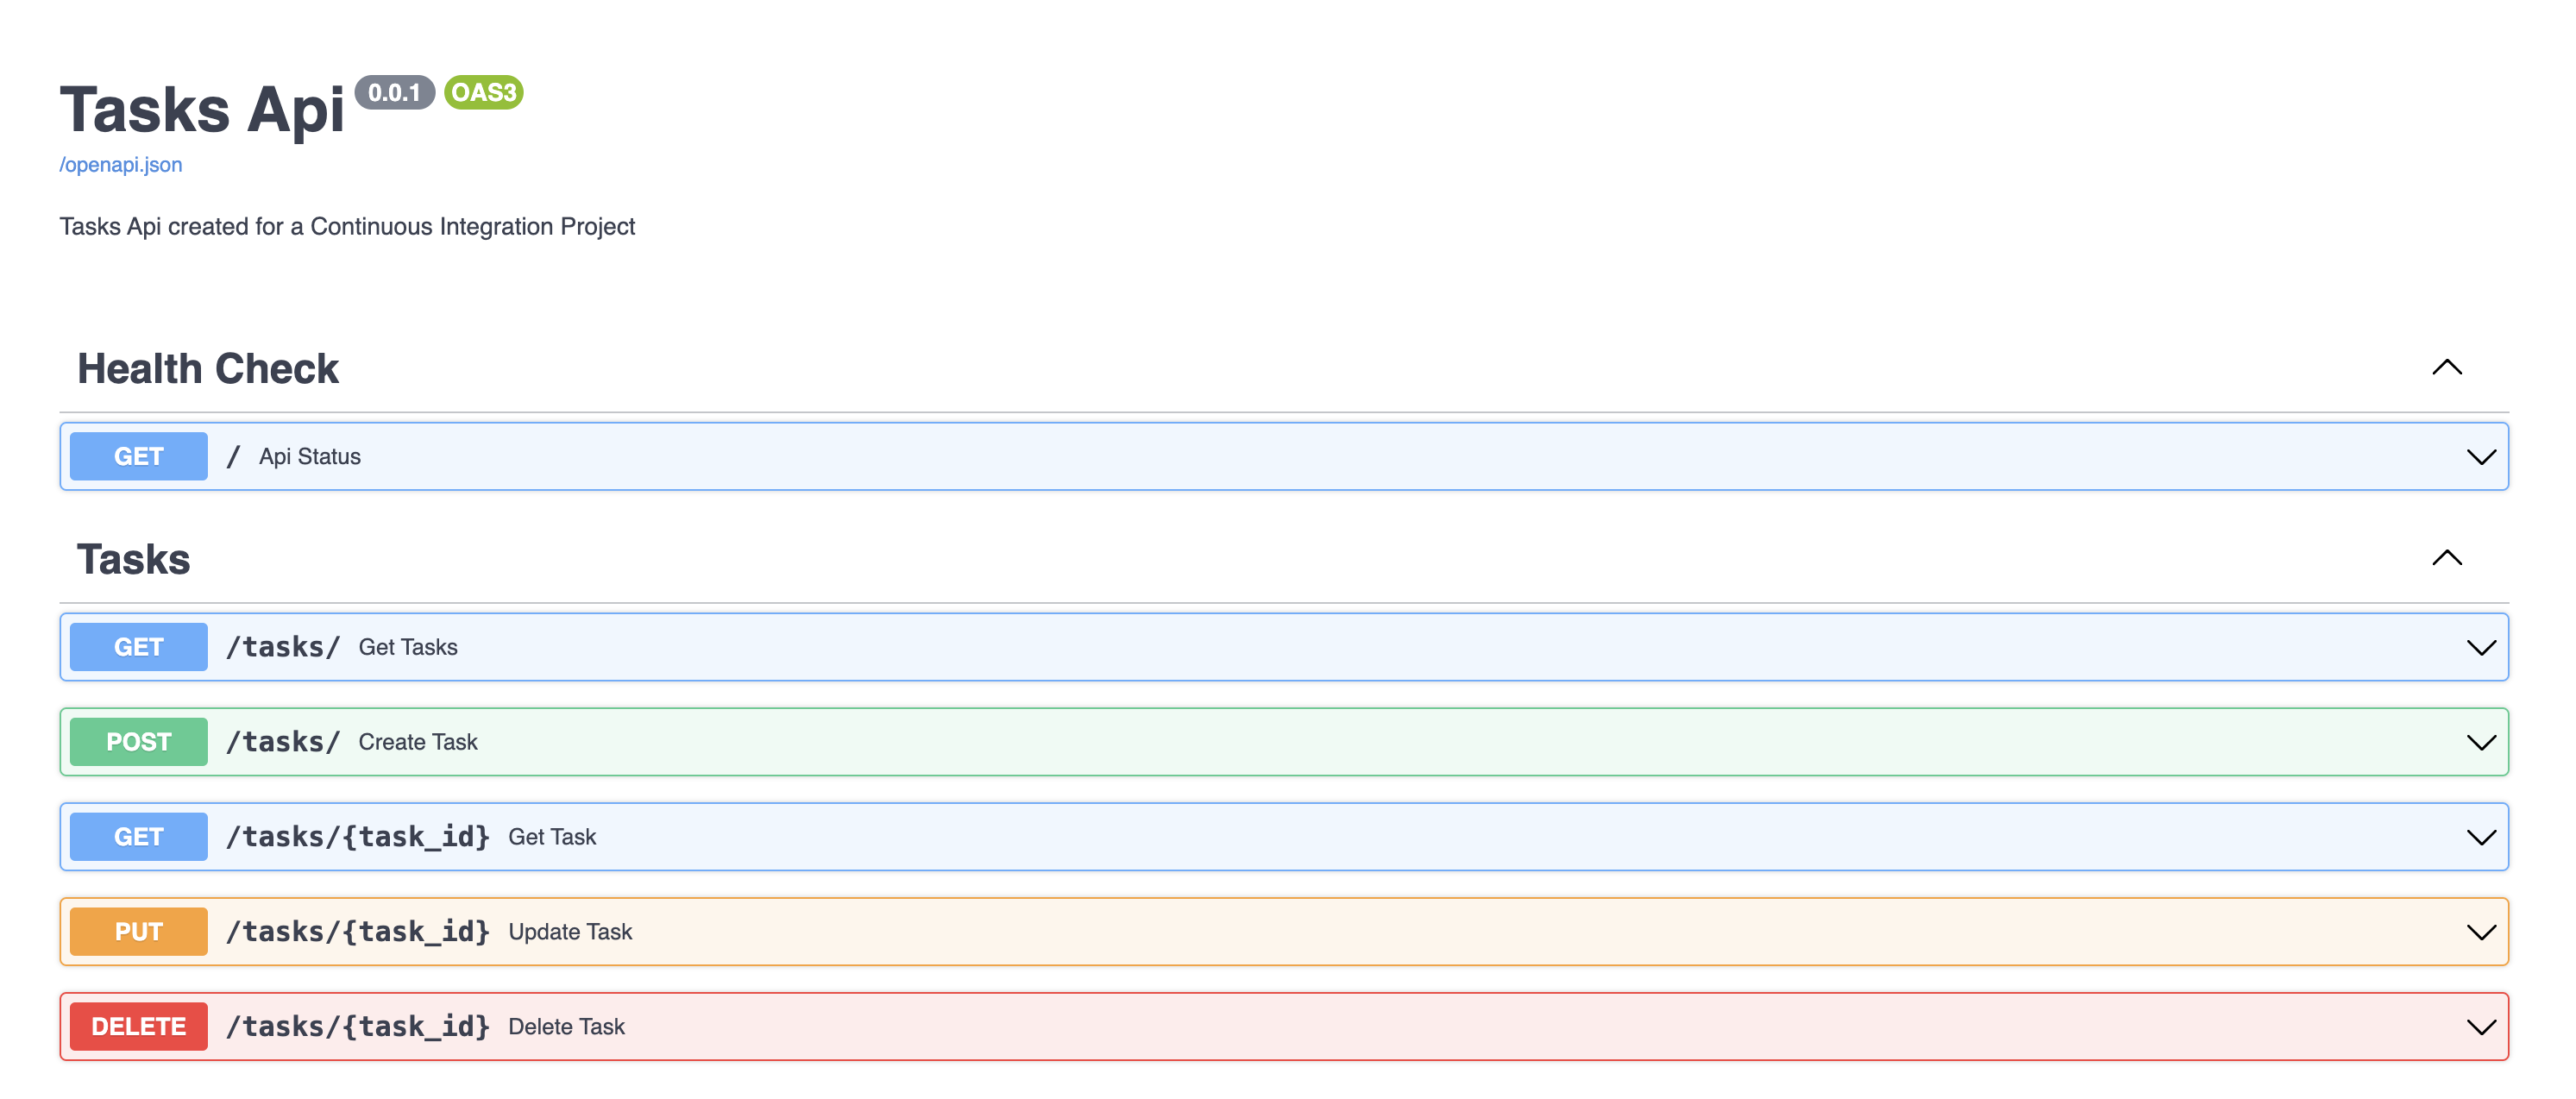 Tasks Api 0.0.1 OAS3
/openapi.json
Tasks Api created for a Continuous Integration Project
Health Check
GET / Api Status
Tasks
GET /tasks/ Get Tasks
POST /tasks/ Create Task
GET /tasks/{task_id} Get Task
PUT /tasks/{task_id} Update Task
DELETE /tasks/{task_id} Delete Task